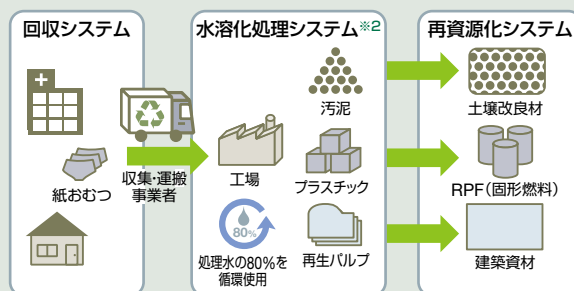 回収システム
紙おむつ
収集・運搬
事業者
水溶化処理システム※2
汚泥
工場
プラスチック
80%
処理水の80%を
循環使用
再生パルプ
再資源化システム
土壌改良材
RPF(固形燃料)
建築資材